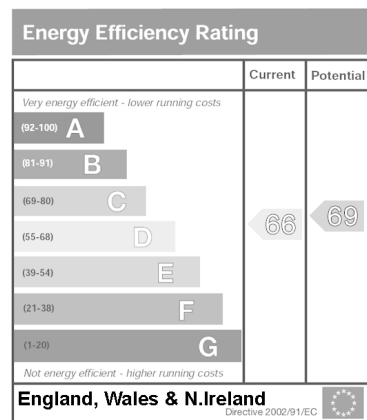 Energy Efficiency Rating
Current Potential
Very energy efficient - lower running costs
(92-100) A
(81-91) B
(69-80) C
(55-68) D
66 69
(39-54) E
(21-38) F
(1-20) G
Not energy efficient - higher running costs
England, Wales & N.Ireland
Directive 2002/91/EC